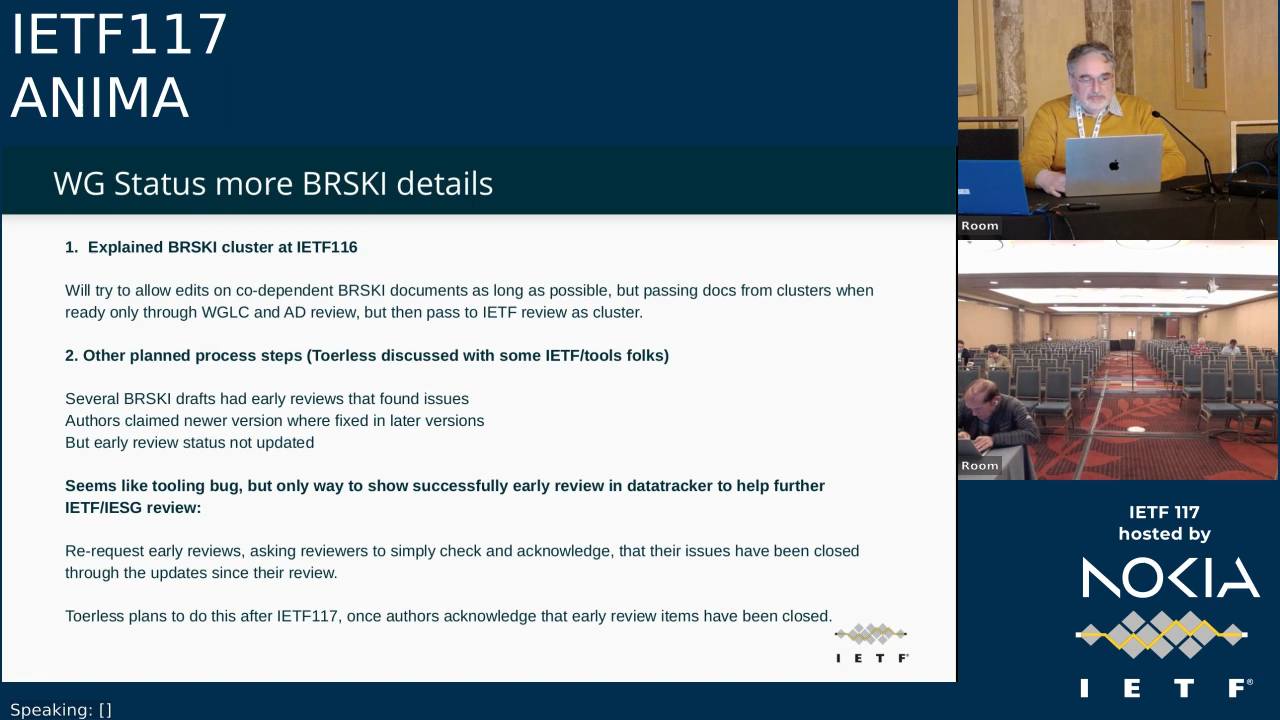 IETF117
ANIMA
WG Status more BRSKI details
1. Explained BRSKI cluster at IETF116
Will try to allow edits on co-dependent BRSKI documents as long as possible, but passing docs from clusters when
ready only through WGLC and AD review, but then pass to IETF review as cluster.
2. Other planned process steps (Toerless discussed with some IETF/tools folks)
Several BRSKI drafts had early reviews that found issues
Authors claimed newer version where fixed in later versions
But early review status not updated
Seems like tooling bug, but only way to show successfully early review in datatracker to help further
IETF/IESG review:
Re-request early reviews, asking reviewers to simply check and acknowledge, that their issues have been closed
through the updates since their review.
Toerless plans to do this after IETF117, once authors acknowledge that early review items have been closed.
I E T F®
Speaking: []
Room
Room
IETF 117
hosted by
NOKIA
I E T F®